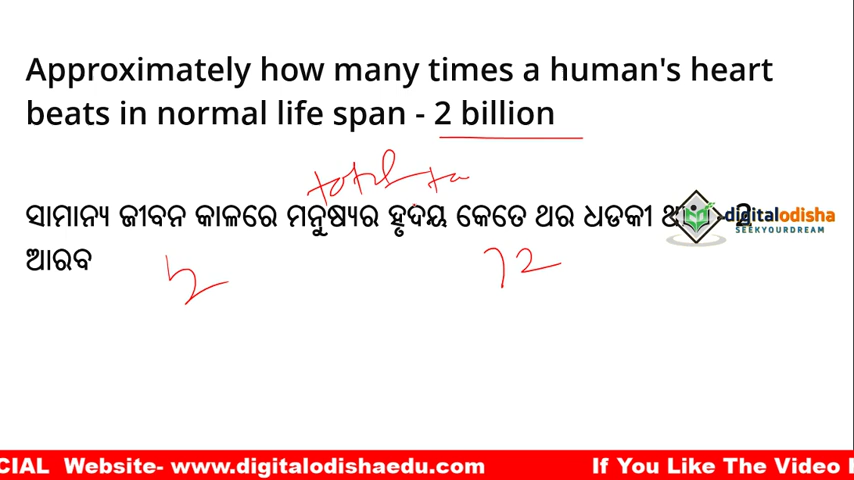 Approximately how many times a human's heart
beats in normal life span - 2 billion
total ta
ସାମାନ୍ୟ ଜୀବନ କାଳରେ ମନୁଷ୍ୟର ହୃଦୟ କେତେ ଥର ଧଡକୀ
ଆରବ
72
digitalodisha
SEEKYOURDREAM
CIAL Website- www.digitalodishaedu.com If You Like The Video